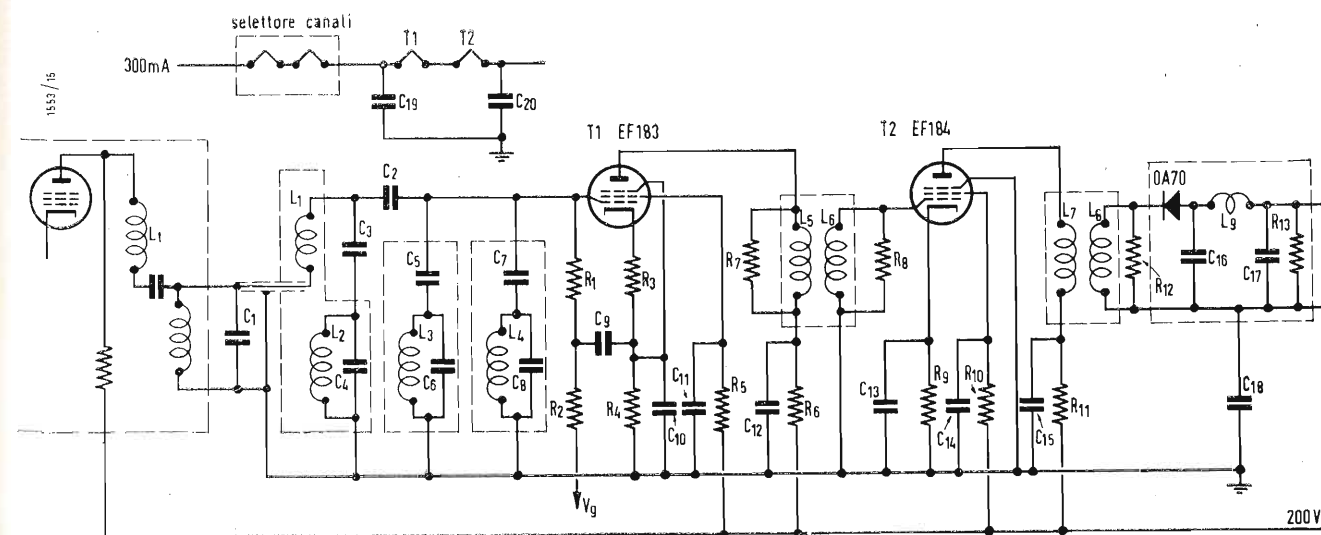 selettore canali
T1
T2
300mA
C19
C20
1553/15
T1 EF183
T2 EF184
OA70
L1
L1
C2
C3
C1
L2
C4
C5
L3
C6
C7
L4
C8
R1
C9
R2
R3
R4
C10
C11
R5
R7
L5
L6
R8
C12
R6
C13
R9
C14
R10
C15
R11
L7
L6
R12
C16
L9
C17
R13
C18
Vg
200V